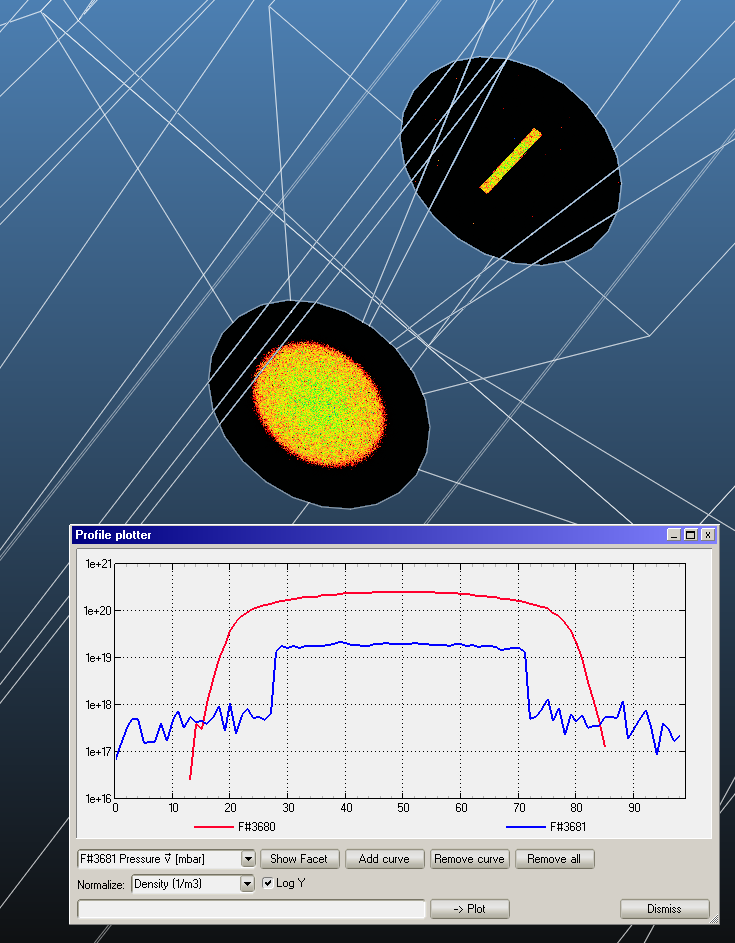 Profile plotter
1e+21
1e+20
1e+19
1e+18
1e+17
1e+16
0 10 20 30 40 50 60 70 80 90
F#3680 F#3681
F#3681 Pressure v⃗ [mbar] Show Facet Add curve Remove curve Remove all
Normalize: Density (1/m3) Log Y
-> Plot Dismiss